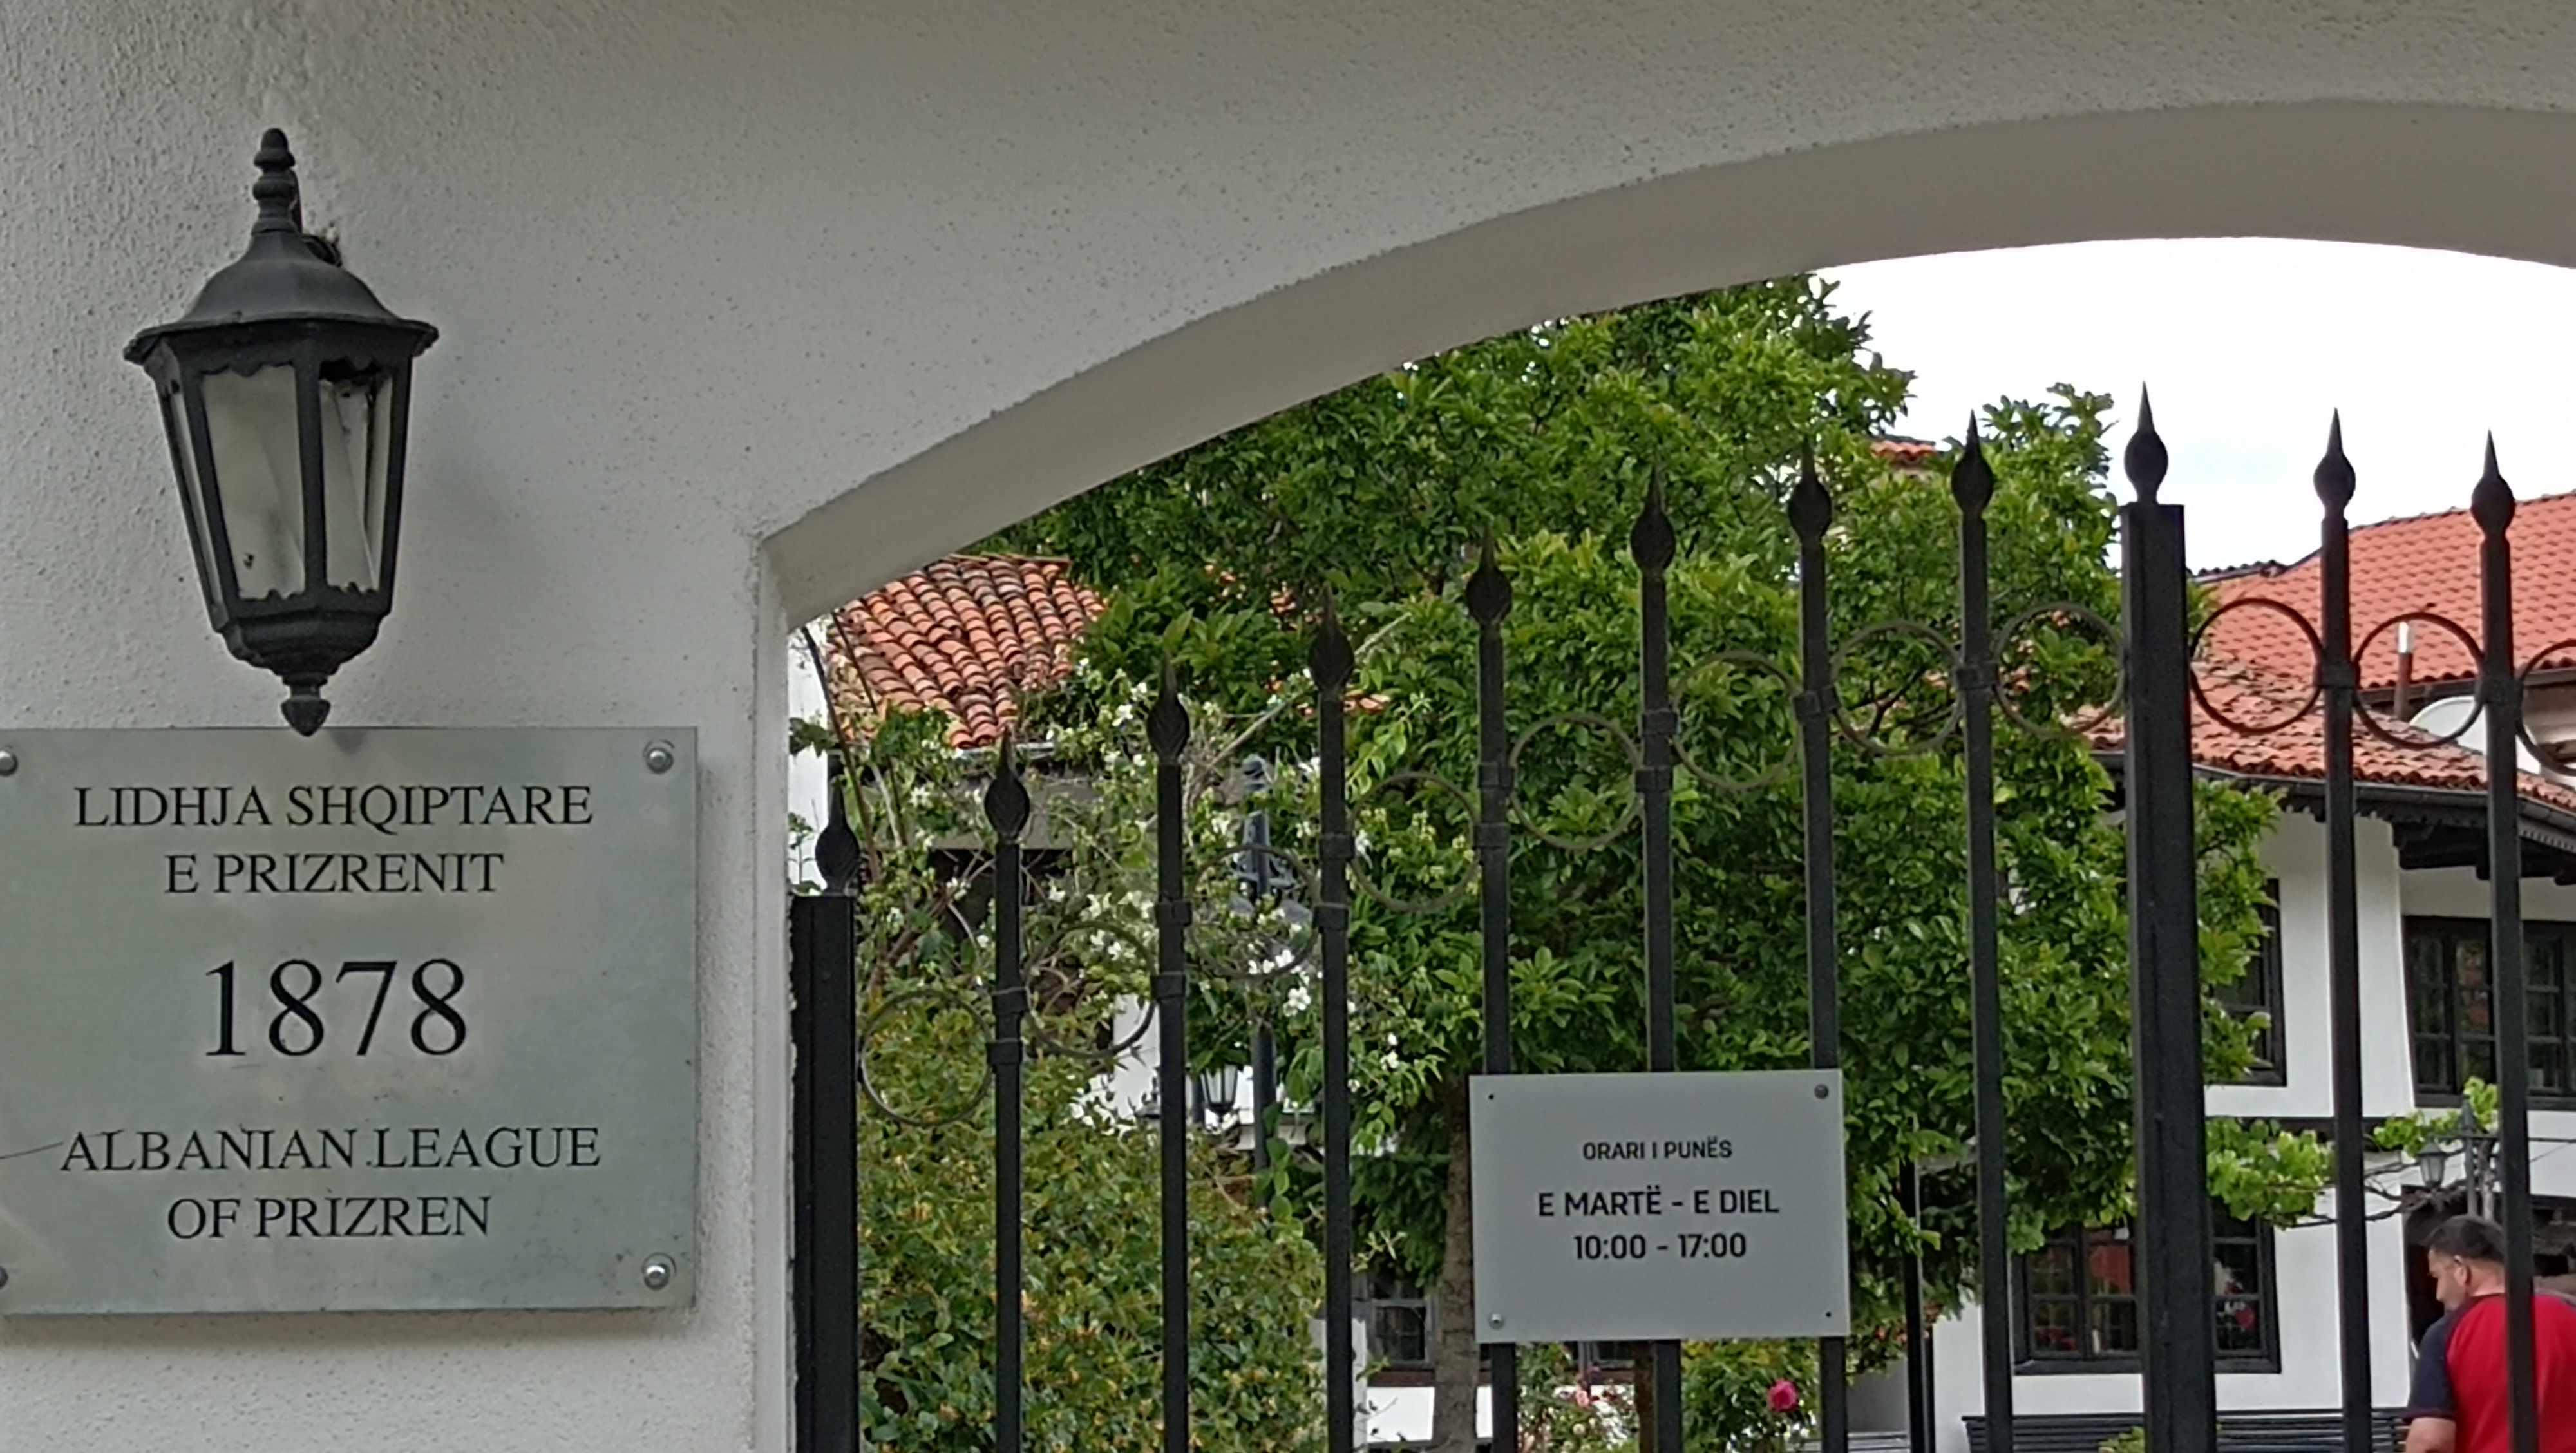 LIDHJA SHQIPTARE
E PRIZRENIT
1878
ALBANIAN LEAGUE
OF PRIZREN
ORARI I PUNËS
E MARTË - E DIEL
10:00 - 17:00